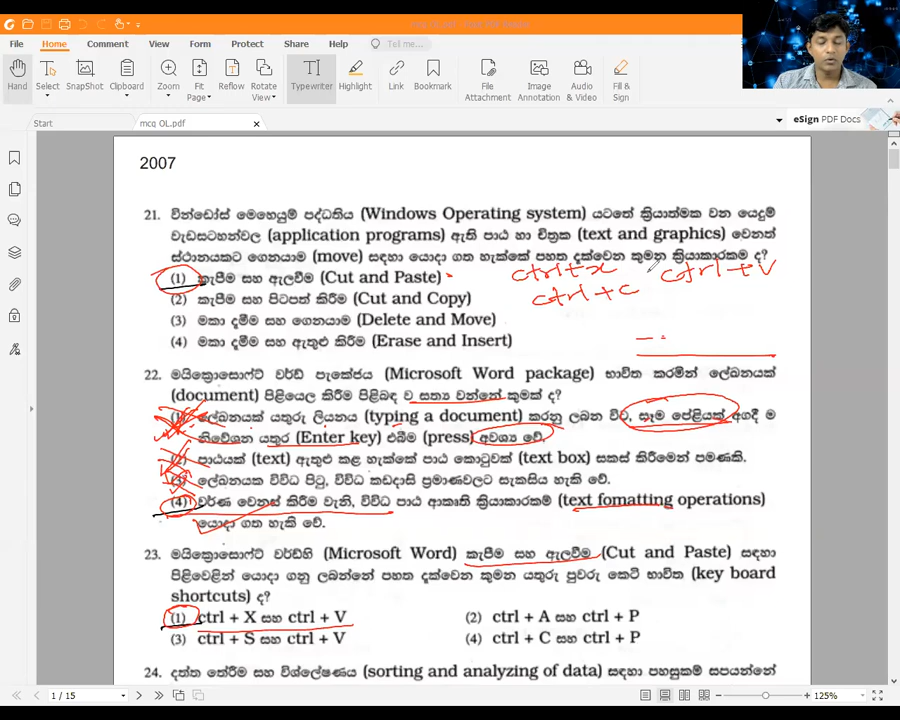 File Home Comment View Form Protect Share Help Tell me...
Hand Select SnapShot Clipboard Zoom Fit Page Reflow Rotate View Typewriter Highlight Link Bookmark File Attachment Image Annotation Audio & Video Fill & Sign
Start mcq OL.pdf eSign PDF Docs
2007
21. වින්ඩෝස් මෙහෙයුම් පද්ධතිය (Windows Operating system) යටතේ ක්‍රියාත්මක වන යෙදුම්
වැඩසටහන්වල (application programs) ඇති පාඨ හා චිත්‍රක (text and graphics) වෙනත්
ස්ථානයකට ගෙනයාම (move) සඳහා යොදා ගත හැක්කේ පහත දැක්වෙන කුමන ක්‍රියාකාරකම ද?
ctrl+x ctrl+V
(1) කැපීම සහ ඇලවීම (Cut and Paste)
ctrl+c
(2) කැපීම සහ පිටපත් කිරීම (Cut and Copy)
(3) මකා දැමීම සහ ගෙනයාම (Delete and Move)
(4) මකා දැමීම සහ ඇතුළු කිරීම (Erase and Insert)
22. මයික්‍රොසොෆ්ට් වර්ඩ් පැකේජය (Microsoft Word package) භාවිත කරමින් ලේඛනයක්
(document) පිළියෙල කිරීම පිළිබඳ ව සත්‍ය වන්නේ කුමක් ද?
(1) ලේඛනයක් යතුරු ලියනය (typing a document) කරනු ලබන විට, සෑම පේළියක් අගදී ම
නිවේශන යතුර (Enter key) එබීම (press) අවශ්‍ය වේ.
(2) පාඨයක් (text) ඇතුළු කළ හැක්කේ පාඨ කොටුවක් (text box) සකස් කිරීමෙන් පමණකි.
(3) ලේඛනයක විවිධ පිටු, විවිධ කඩදාසි ප්‍රමාණවලට සැකසිය හැකි වේ.
(4) වර්ණ වෙනස් කිරීම වැනි, විවිධ පාඨ ආකෘති ක්‍රියාකාරකම් (text fomatting operations)
යොදා ගත හැකි වේ.
23. මයික්‍රොසොෆ්ට් වර්ඩ්හි (Microsoft Word) කැපීම සහ ඇලවීම (Cut and Paste) සඳහා
පිළිවෙළින් යොදා ගනු ලබන්නේ පහත දැක්වෙන කුමන යතුරු පුවරු කෙටි භාවිත (key board
shortcuts) ද?
(1) ctrl + X සහ ctrl + V (2) ctrl + A සහ ctrl + P
(3) ctrl + S සහ ctrl + V (4) ctrl + C සහ ctrl + P
24. දත්ත තේරීම සහ විශ්ලේෂණය (sorting and analyzing of data) සඳහා පහසුකම් සපයන්නේ
1 / 15 125%